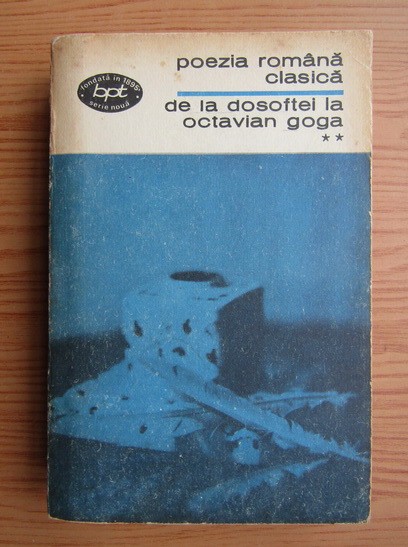 fondată în 1895
bpt
serie nouă
poezia română
clasică
de la dosoftei la
octavian goga
**